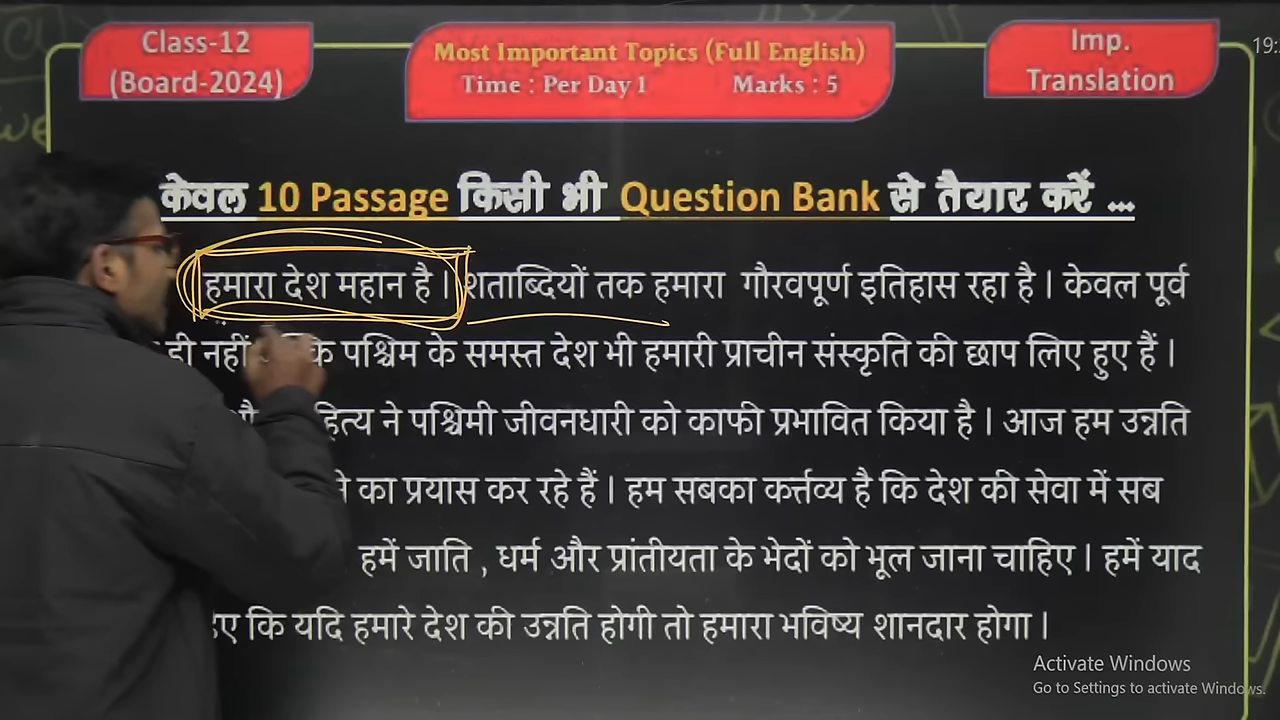 Class-12
(Board-2024)
Most Important Topics (Full English)
Time : Per Day 1 Marks : 5
Imp.
Translation
19:
केवल 10 Passage किसी भी Question Bank से तैयार करें ...
हमारा देश महान है । शताब्दियों तक हमारा गौरवपूर्ण इतिहास रहा है । केवल पूर्व
ही नहीं पश्चिम के समस्त देश भी हमारी प्राचीन संस्कृति की छाप लिए हुए हैं ।
ने पश्चिमी जीवनधारी को काफी प्रभावित किया है । आज हम उन्नति
का प्रयास कर रहे हैं । हम सबका कर्त्तव्य है कि देश की सेवा में सब
हमें जाति , धर्म और प्रांतीयता के भेदों को भूल जाना चाहिए । हमें याद
कि यदि हमारे देश की उन्नति होगी तो हमारा भविष्य शानदार होगा ।
Activate Windows
Go to Settings to activate Windows.